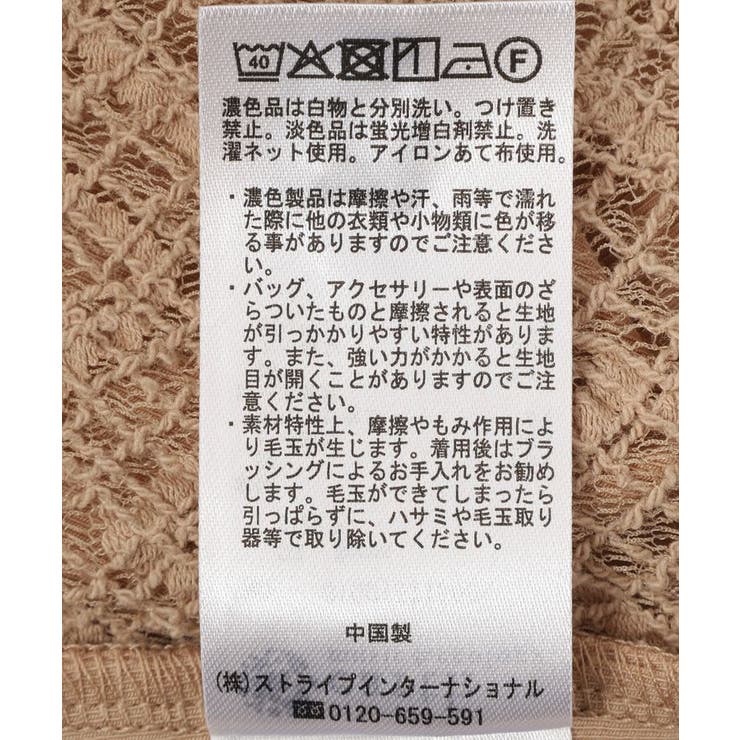 40 F
濃色品は白物と分別洗い。つけ置き
禁止。淡色品は蛍光増白剤禁止。洗
濯ネット使用。アイロンあて布使用。
・濃色製品は摩擦や汗、雨等で濡れ
た際に他の衣類や小物類に色が移
る事がありますのでご注意くださ
い。
・バッグ、アクセサリーや表面のざ
らついたものと摩擦されると生地
が引っかかりやすい特性がありま
す。また、強い力がかかると生地
目が開くことがありますのでご注
意ください。
・素材特性上、摩擦やもみ作用によ
り毛玉が生じます。着用後はブラ
ッシングによるお手入れをお勧め
します。毛玉ができてしまったら
引っぱらずに、ハサミや毛玉取り
器等で取り除いてください。
中国製
(株)ストライプインターナショナル
0120-659-591